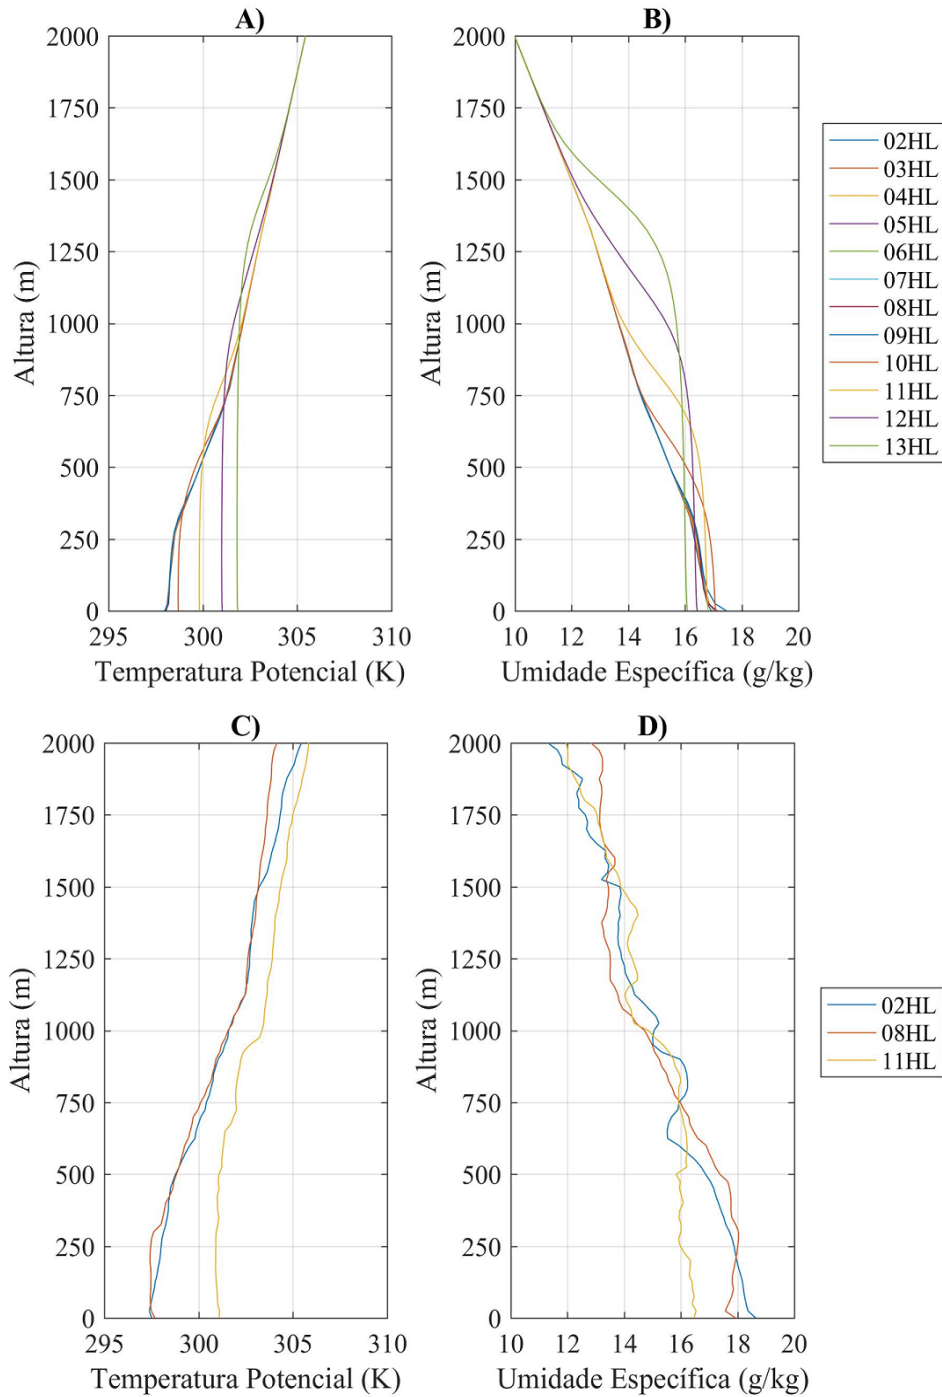 A)
B)
2000
1750
1500
1250
1000
750
500
250
0
Altura (m)
295
300
305
310
Temperatura Potencial (K)
2000
1750
1500
1250
1000
750
500
250
0
Altura (m)
10
12
14
16
18
20
Umidade Específica (g/kg)
02HL
03HL
04HL
05HL
06HL
07HL
08HL
09HL
10HL
11HL
12HL
13HL
C)
D)
2000
1750
1500
1250
1000
750
500
250
0
Altura (m)
295
300
305
310
Temperatura Potencial (K)
2000
1750
1500
1250
1000
750
500
250
0
Altura (m)
10
12
14
16
18
20
Umidade Específica (g/kg)
02HL
08HL
11HL